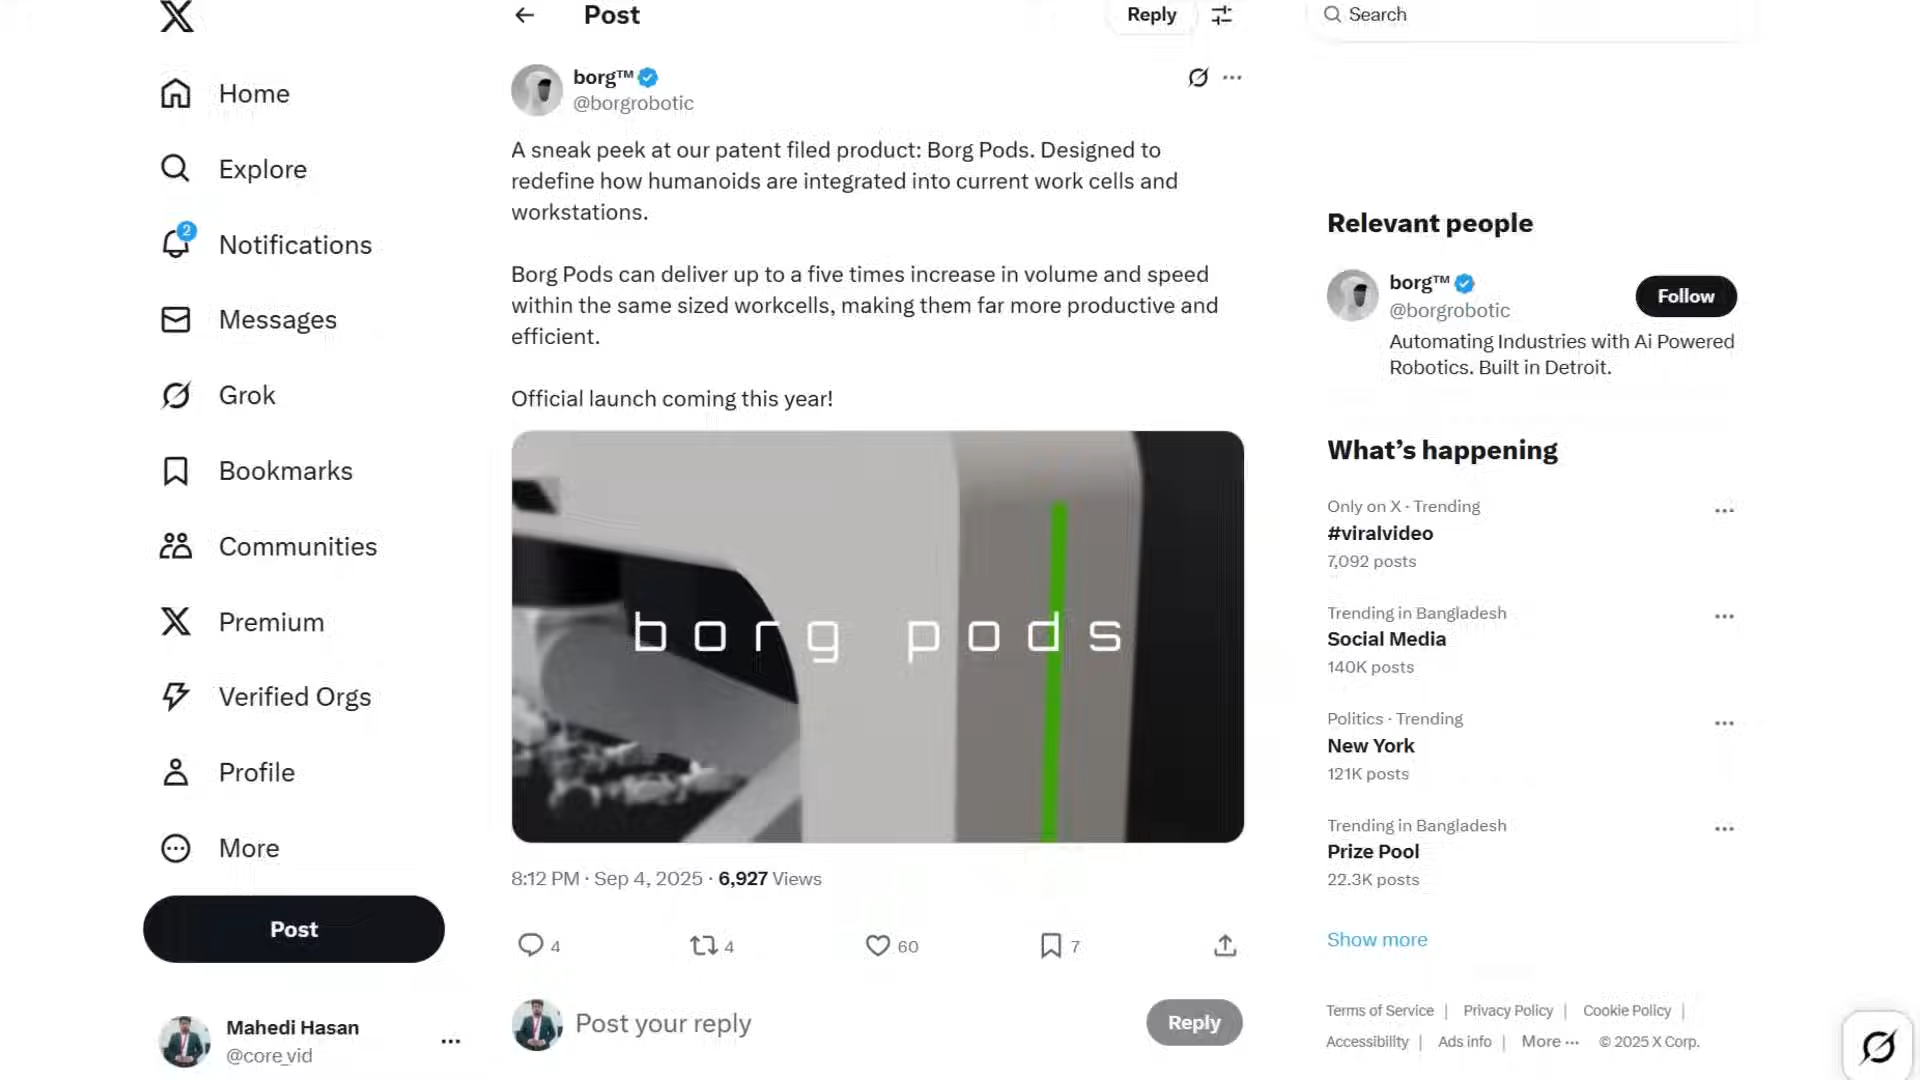 Home
Explore
2
Notifications
Messages
Grok
Bookmarks
Communities
Premium
Verified Orgs
Profile
More
Post
Mahedi Hasan
@core_vid
Post
Reply
borg™
@borgrobotic
A sneak peek at our patent filed product: Borg Pods. Designed to
redefine how humanoids are integrated into current work cells and
workstations.
Borg Pods can deliver up to a five times increase in volume and speed
within the same sized workcells, making them far more productive and
efficient.
Official launch coming this year!
borg pods
8:12 PM · Sep 4, 2025 · 6,927 Views
4
4
60
7
Post your reply
Reply
Search
Relevant people
borg™
@borgrobotic
Follow
Automating Industries with Ai Powered
Robotics. Built in Detroit.
What's happening
Only on X · Trending
#viralvideo
7,092 posts
Trending in Bangladesh
Social Media
140K posts
Politics · Trending
New York
121K posts
Trending in Bangladesh
Prize Pool
22.3K posts
Show more
Terms of Service | Privacy Policy | Cookie Policy |
Accessibility | Ads info | More ··· © 2025 X Corp.